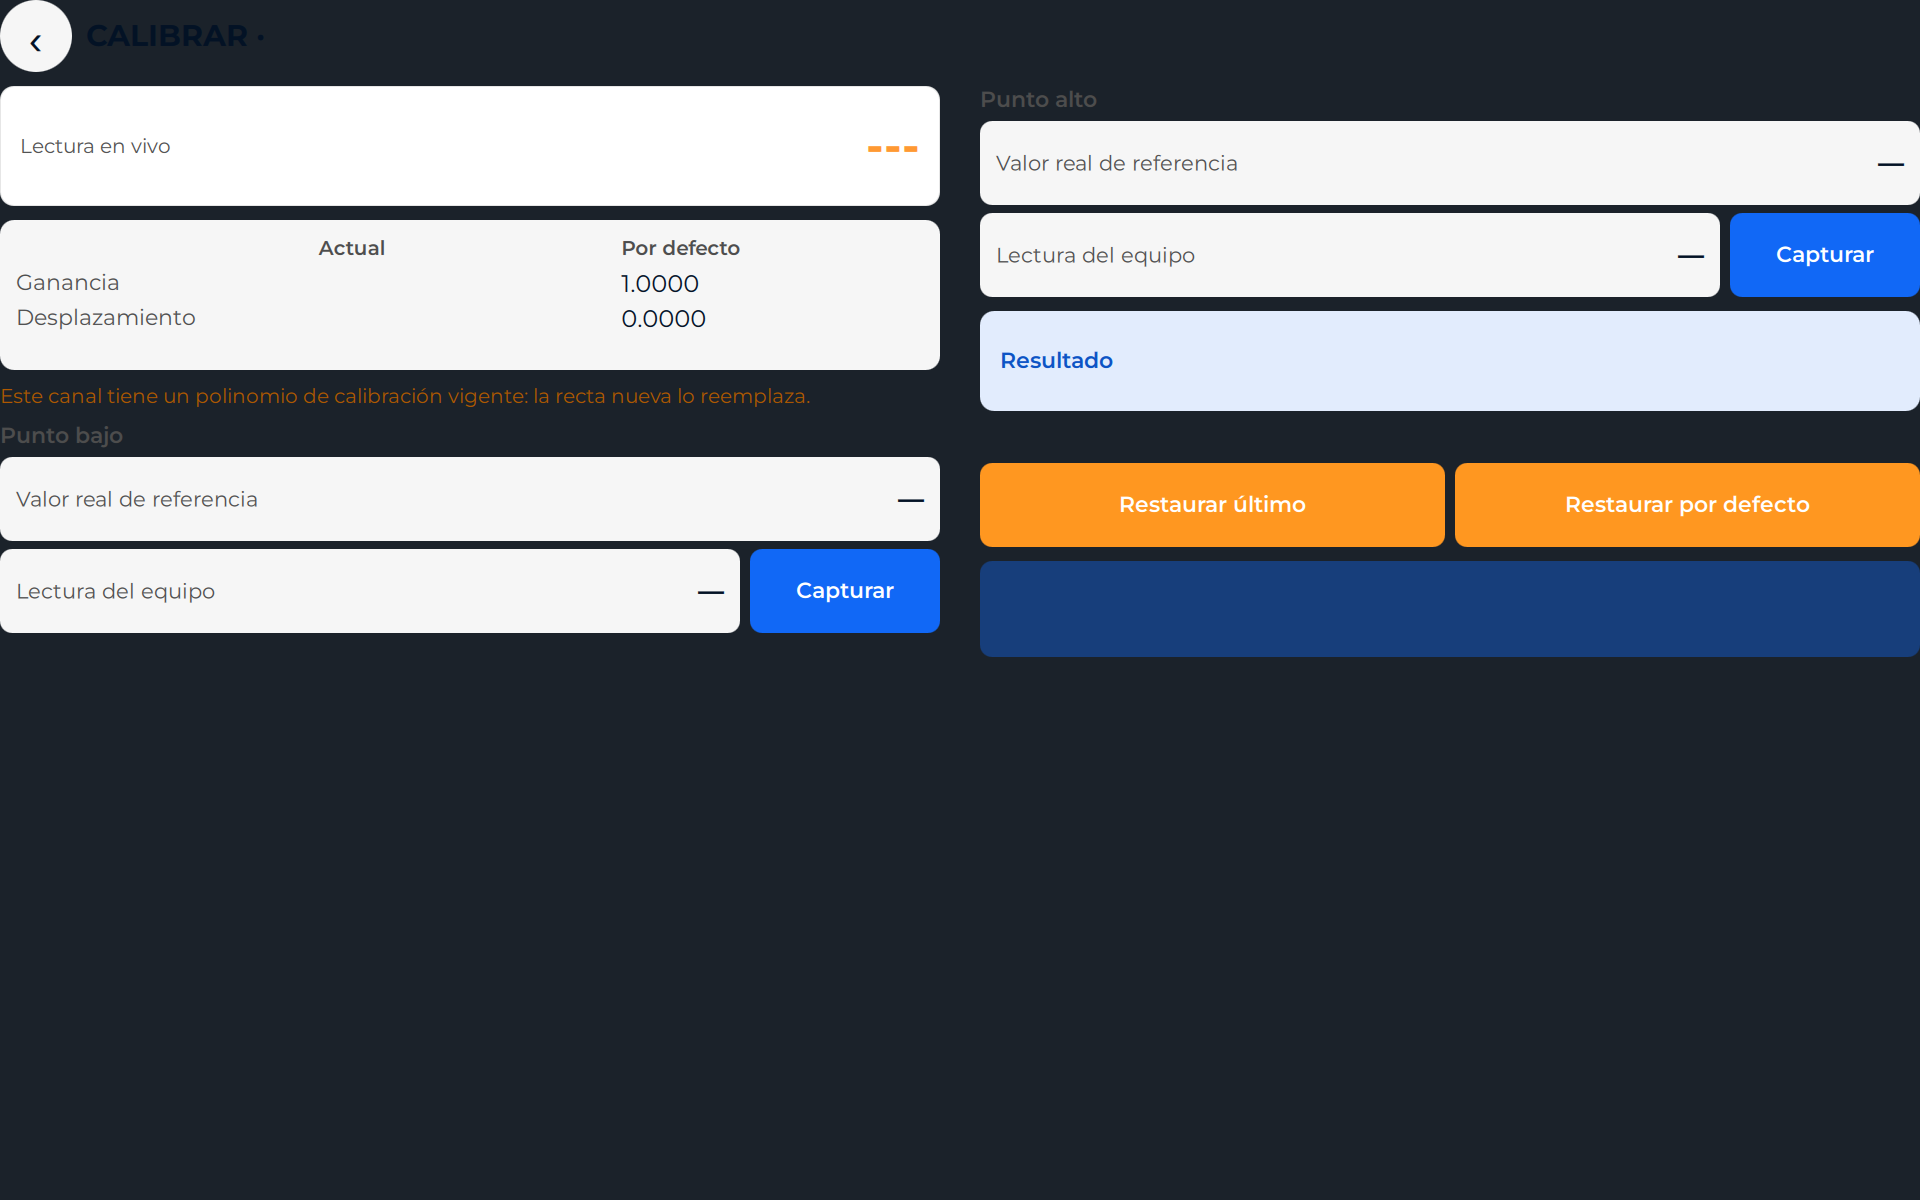 ‹ CALIBRAR ·
Lectura en vivo ---
Actual Por defecto
Ganancia 1.0000
Desplazamiento 0.0000
Este canal tiene un polinomio de calibración vigente: la recta nueva lo reemplaza.
Punto bajo
Valor real de referencia —
Lectura del equipo — Capturar
Punto alto
Valor real de referencia —
Lectura del equipo — Capturar
Resultado
Restaurar último Restaurar por defecto